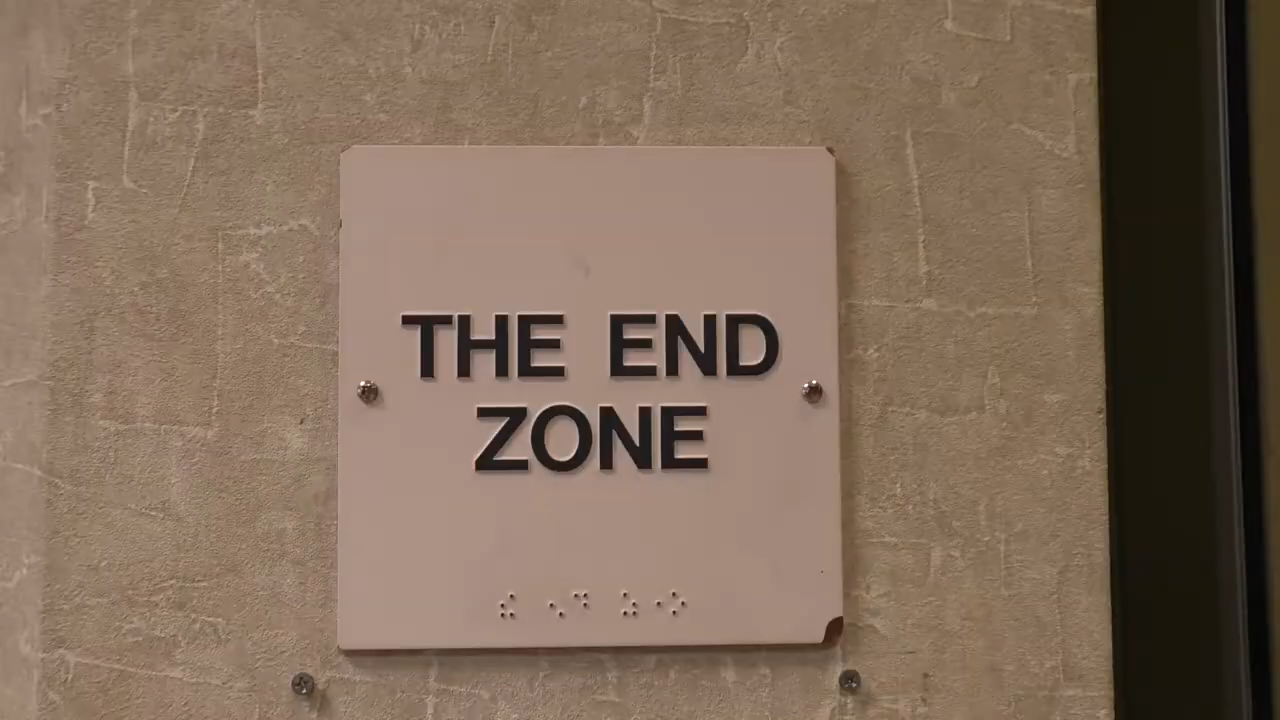 THE END
ZONE
⠮ ⠢⠙ ⠵⠐⠕